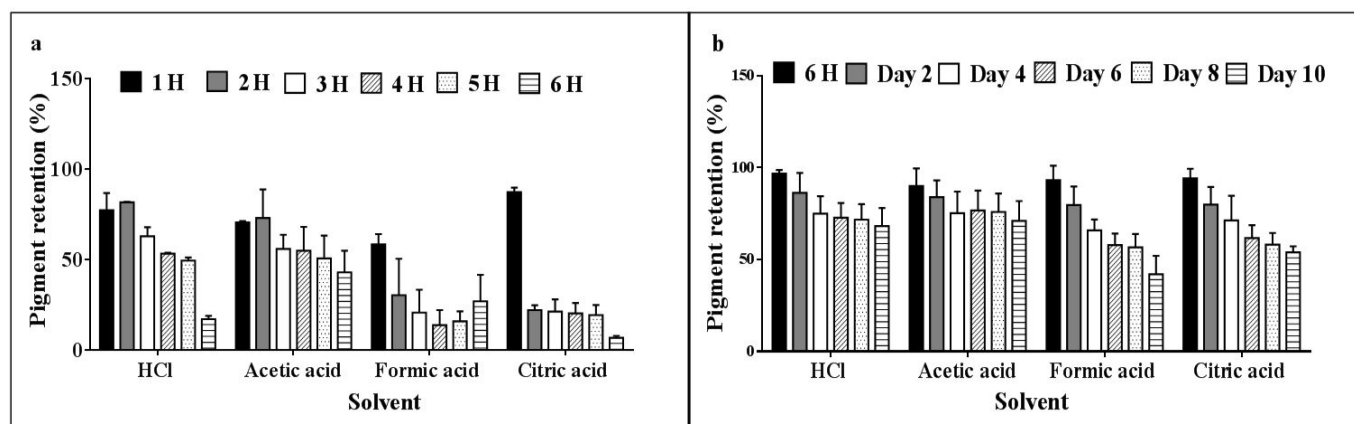 a
1 H 2 H 3 H 4 H 5 H 6 H
Pigment retention (%)
150
100
50
0
HCl Acetic acid Formic acid Citric acid
Solvent
b
6 H Day 2 Day 4 Day 6 Day 8 Day 10
Pigment retention (%)
150
100
50
0
HCl Acetic acid Formic acid Citric acid
Solvent